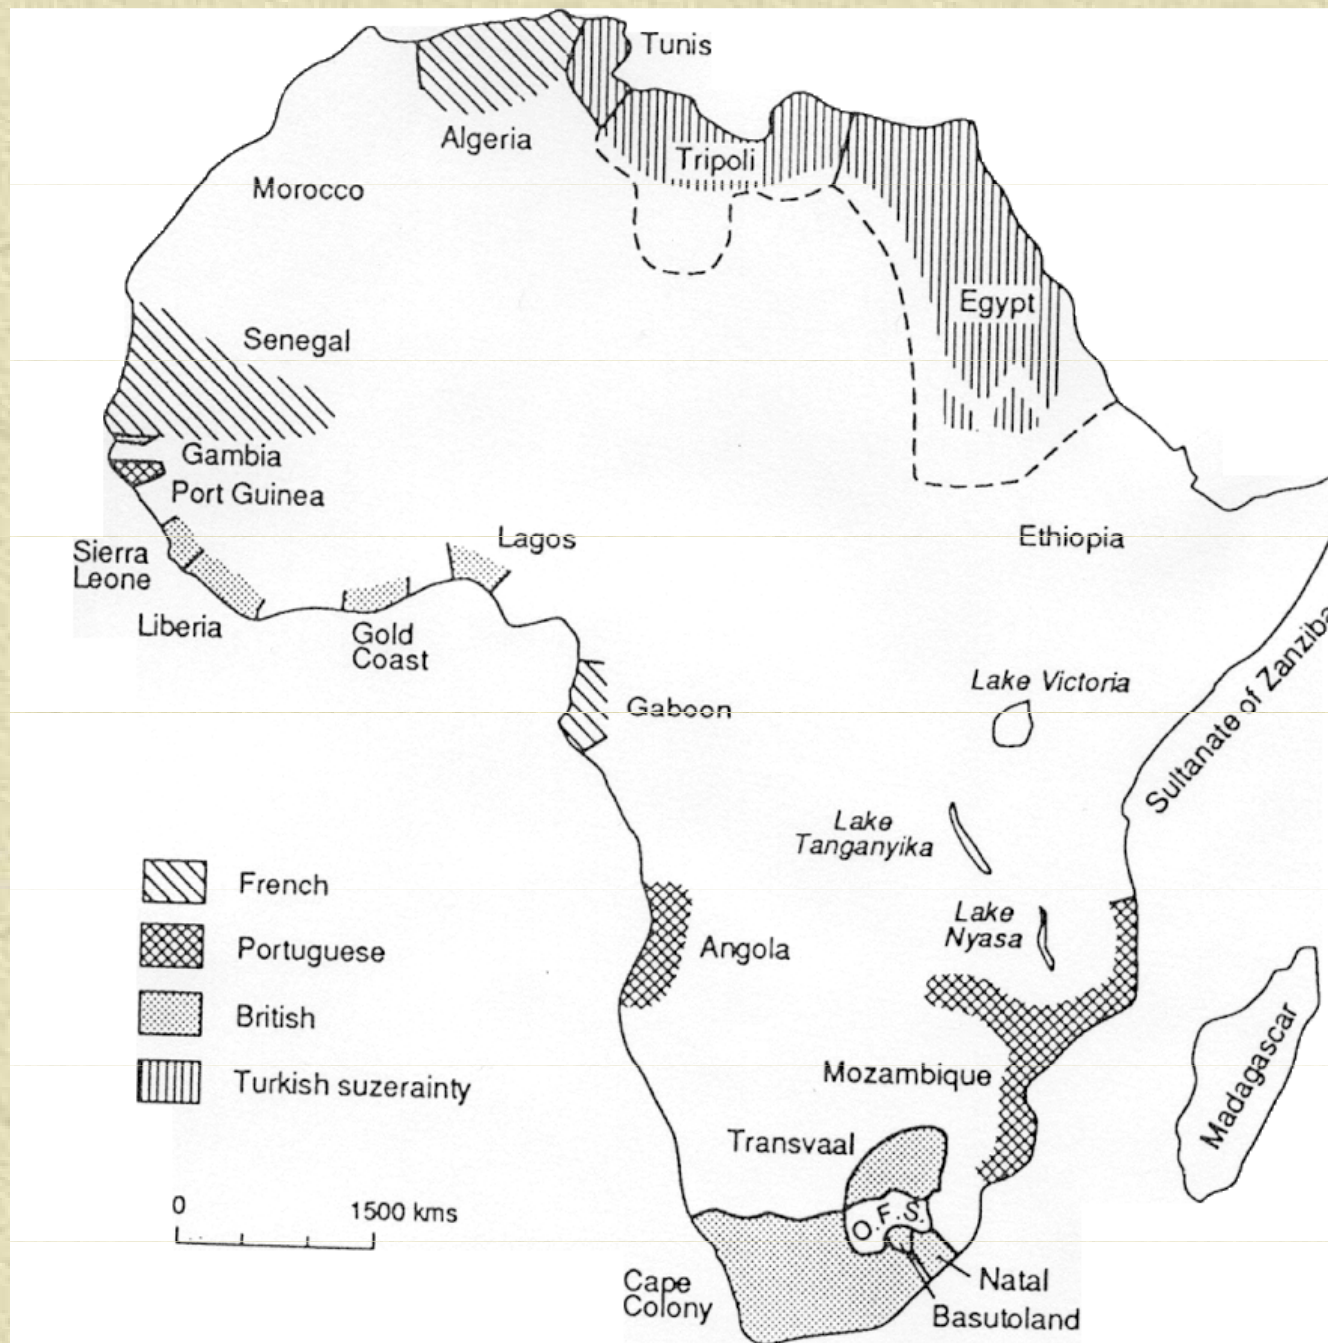 Tunis
Algeria
Tripoli
Morocco
Egypt
Senegal
Gambia
Port Guinea
Lagos
Ethiopia
Sierra
Leone
Liberia
Gold
Coast
Lake Victoria
Gaboon
Sultanate of Zanziba
Lake
Tanganyika
French
Lake
Nyasa
Portuguese
Angola
British
Madagascar
Mozambique
Turkish suzerainty
Transvaal
0 1500 kms
O.F.S.
Cape
Colony
Natal
Basutoland